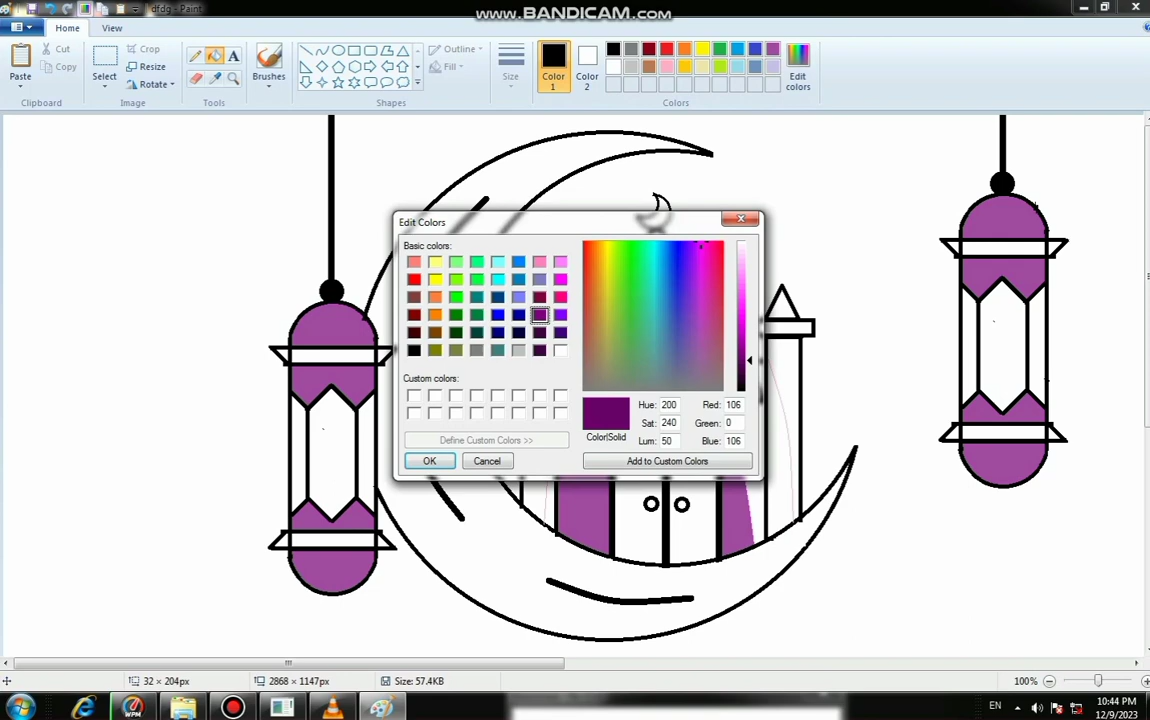 dfdg - Paint
www.BANDICAM.com
Home
View
Paste
Cut
Copy
Clipboard
Select
Crop
Resize
Rotate
Image
A
Tools
Brushes
Outline
Fill
Shapes
Size
Color 1
Color 2
Edit colors
Colors
Edit Colors
Basic colors:
Custom colors:
Define Custom Colors >>
OK
Cancel
Color|Solid
Hue: 200
Sat: 240
Lum: 50
Red: 106
Green: 0
Blue: 106
Add to Custom Colors
32 × 204px
2868 × 1147px
Size: 57.4KB
100%
WPM
EN
10:44 PM
12/9/2023